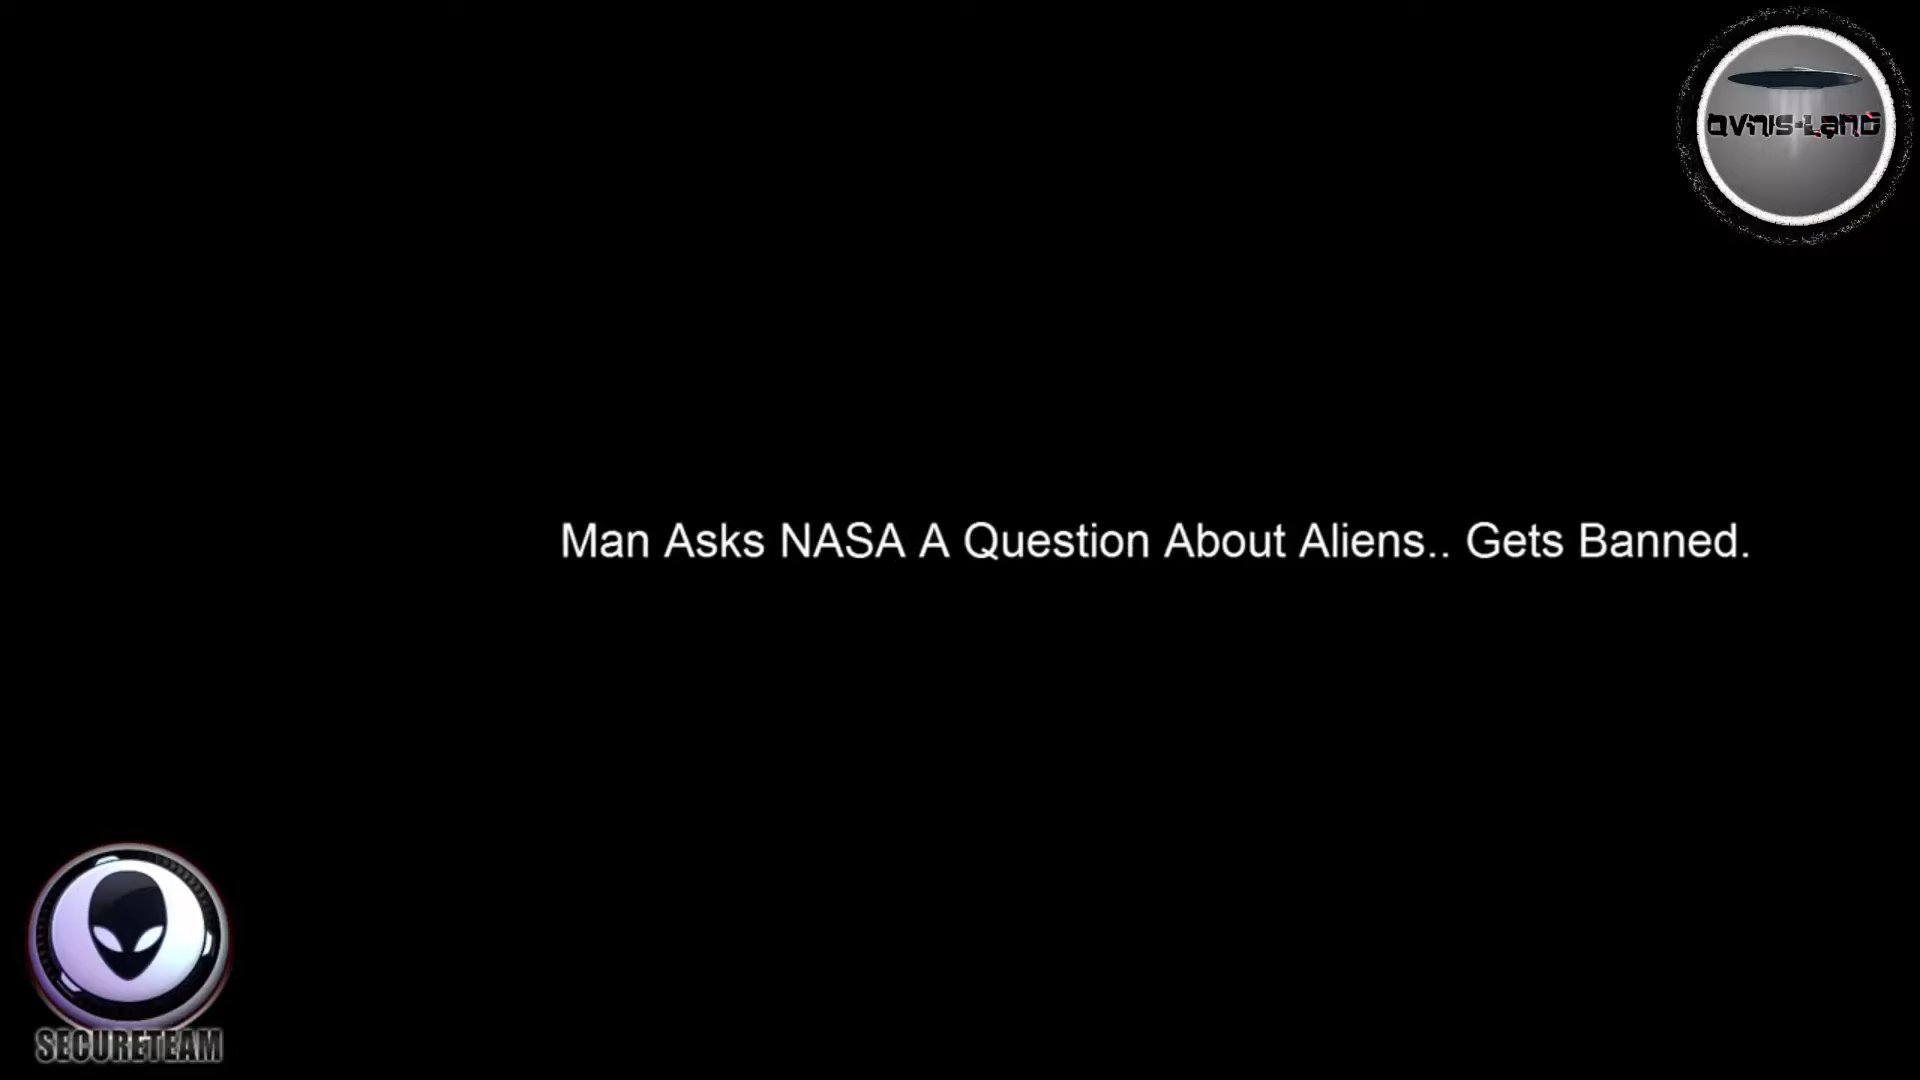 OVNIS-LAND
Man Asks NASA A Question About Aliens.. Gets Banned.
SECURETEAM